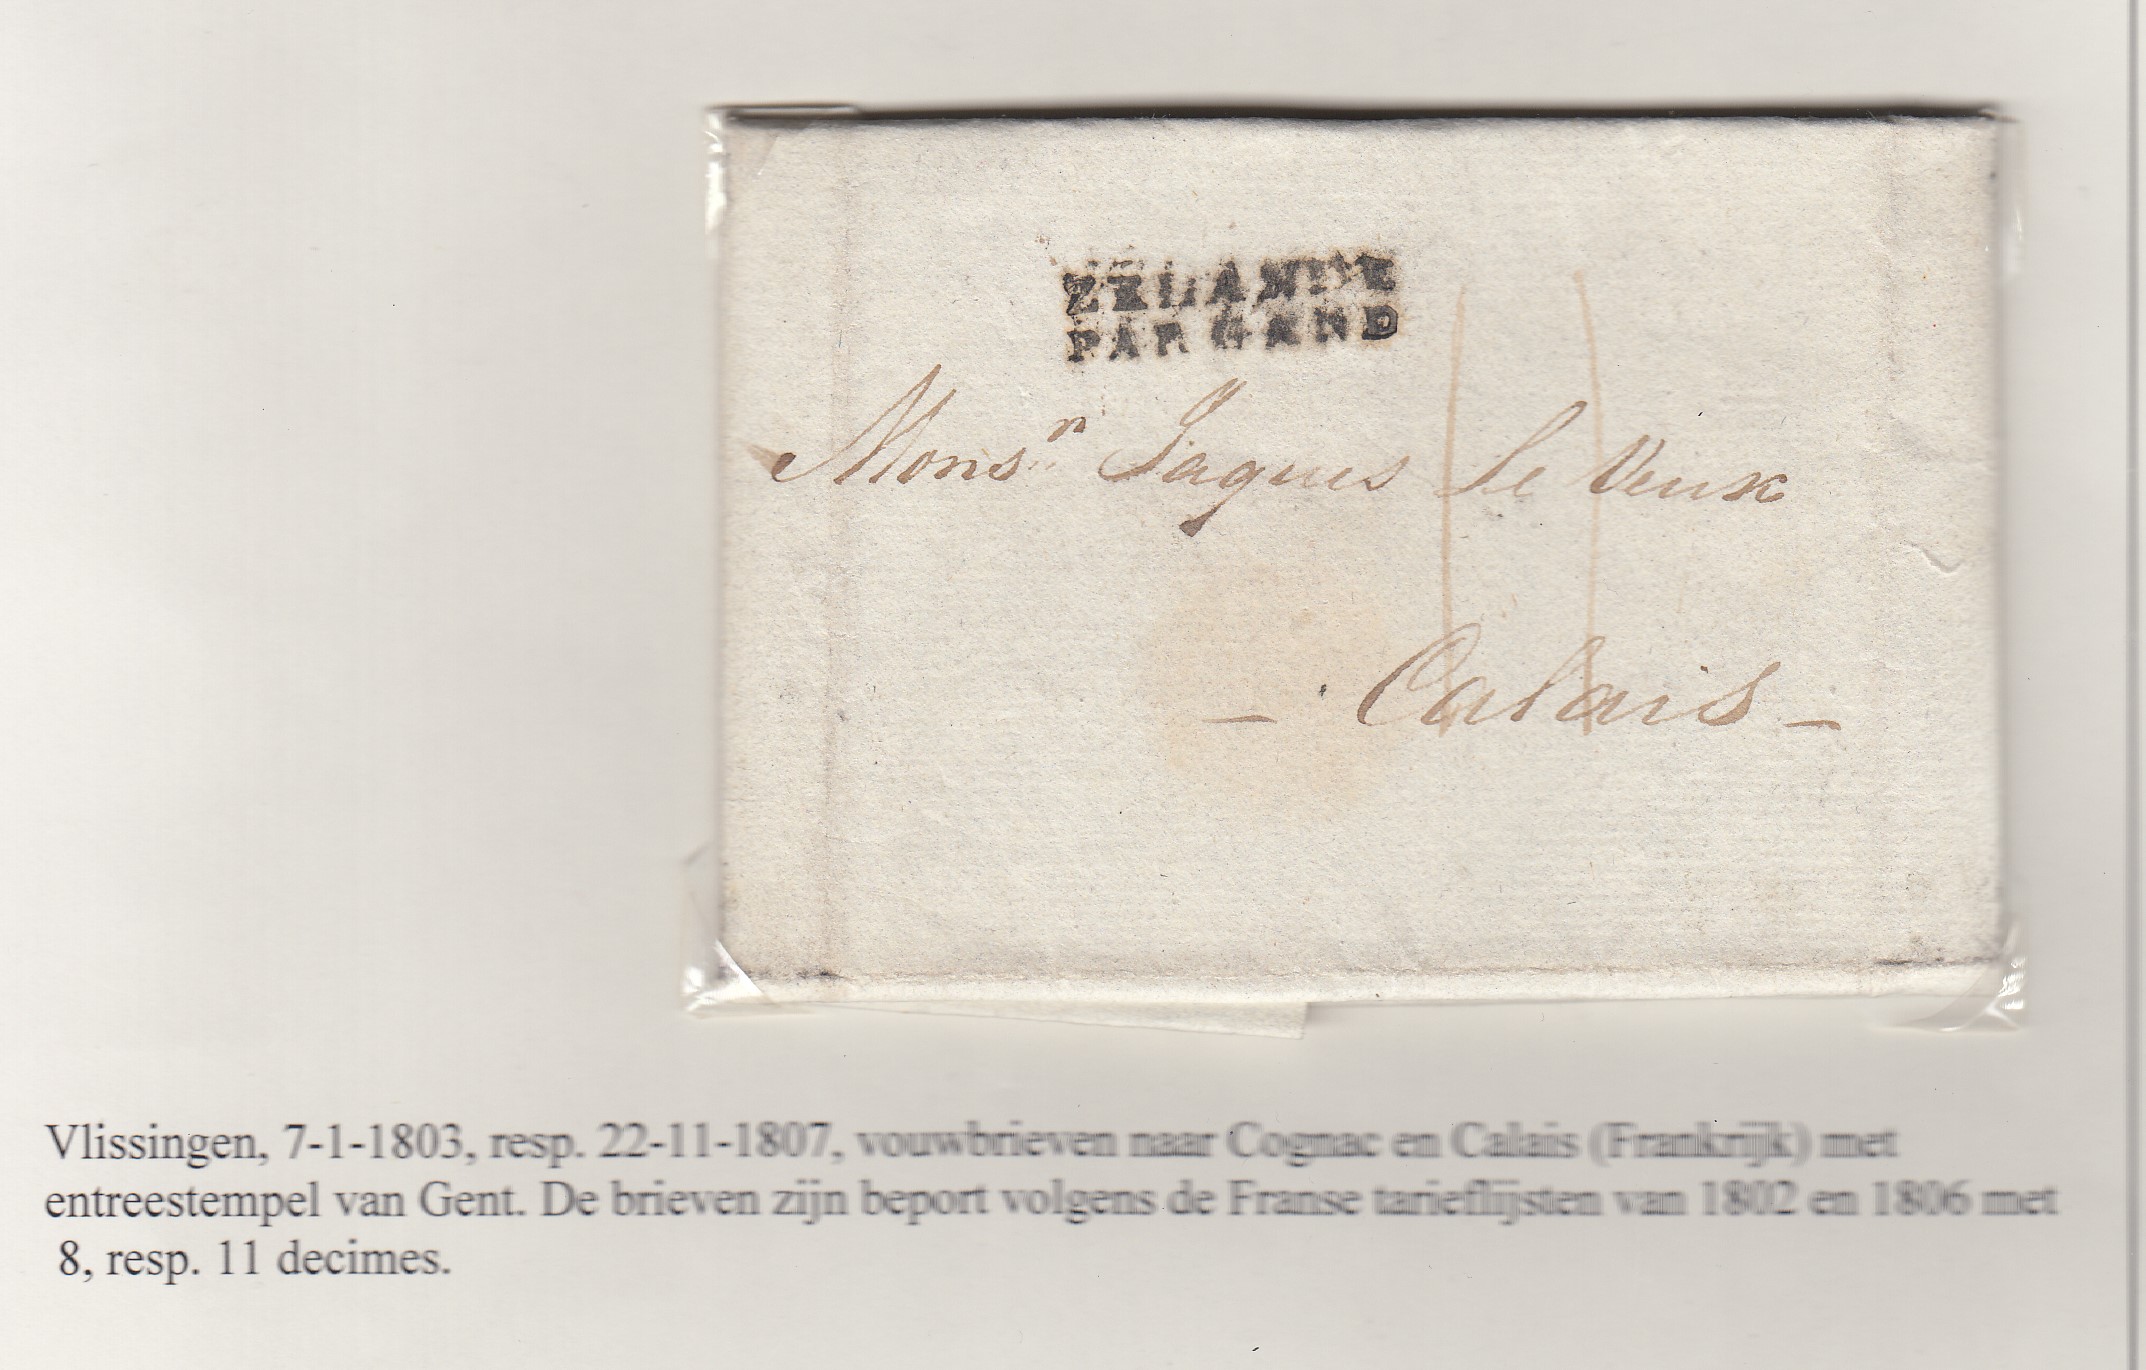 ZELANDE
PAR GAND
11
Monsr Jaques Le Veux
- Calais -
Vlissingen, 7-1-1803, resp. 22-11-1807, vouwbrieven naar Cognac en Calais (Frankrijk) met
entreestempel van Gent. De brieven zijn beport volgens de Franse tarieflijsten van 1802 en 1806 met
8, resp. 11 decimes.